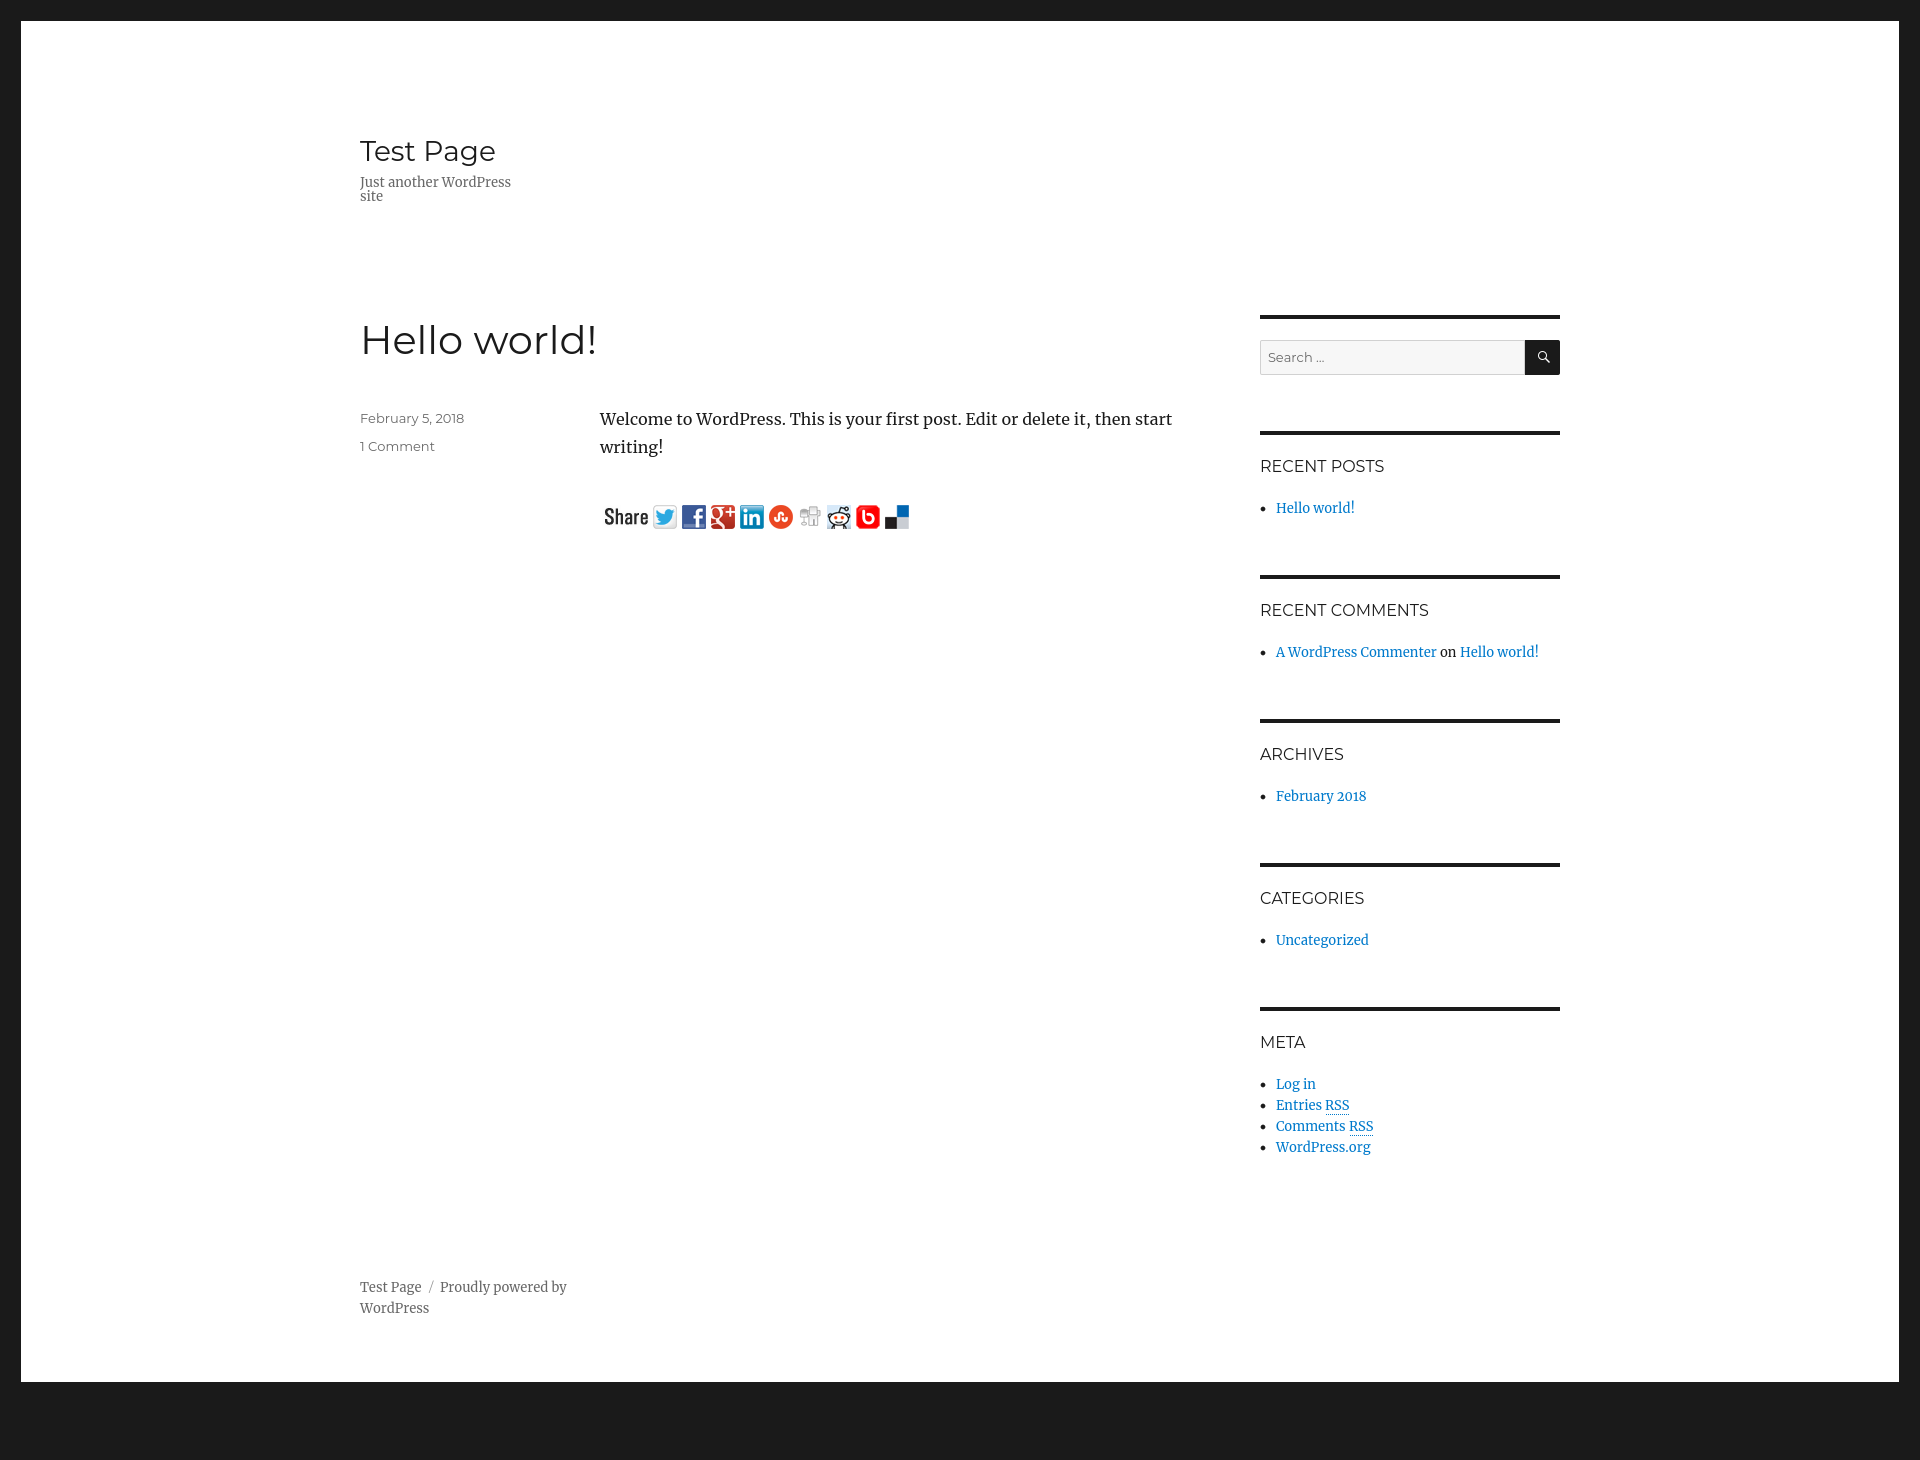 Test Page
Just another WordPress
site
Hello world!
February 5, 2018
1 Comment
Welcome to WordPress. This is your first post. Edit or delete it, then start
writing!
Share
Search …
RECENT POSTS
Hello world!
RECENT COMMENTS
A WordPress Commenter on Hello world!
ARCHIVES
February 2018
CATEGORIES
Uncategorized
META
Log in
Entries RSS
Comments RSS
WordPress.org
Test Page / Proudly powered by
WordPress